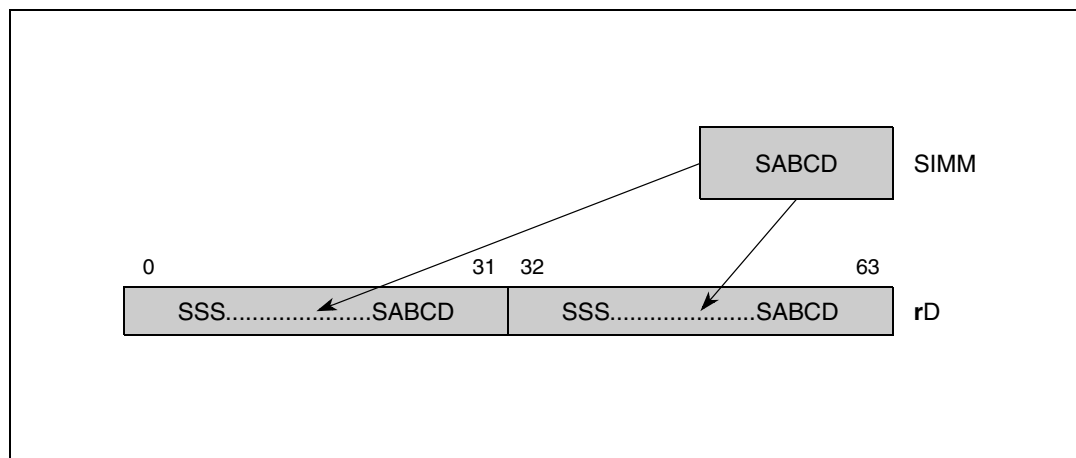 SABCD SIMM
0 31 32 63
SSS......................SABCD SSS......................SABCD rD